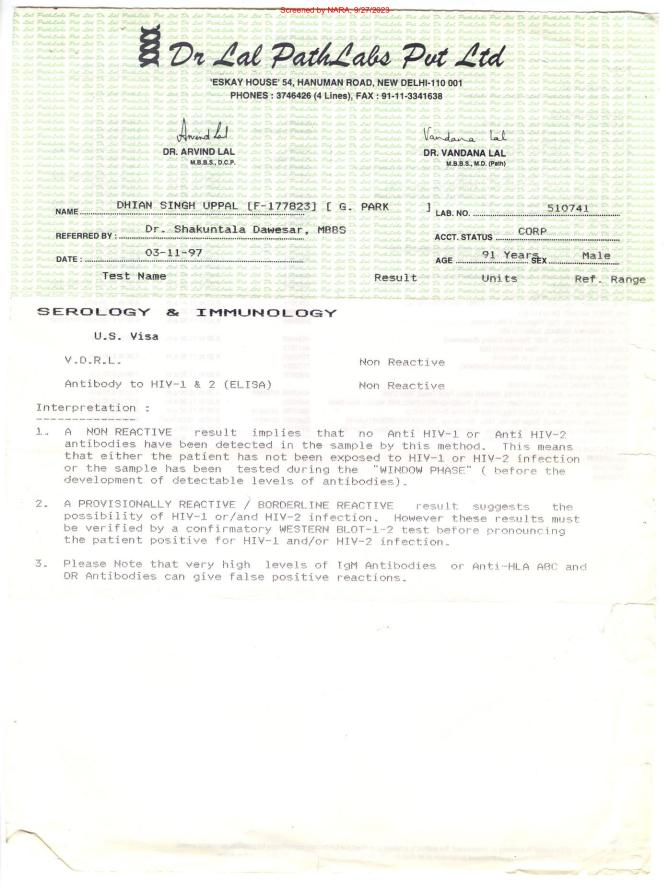 Screened by NARA, 9/27/2023
Dr Lal PathLabs Pvt Ltd
'ESKAY HOUSE' 54, HANUMAN ROAD, NEW DELHI-110 001
PHONES : 3746426 (4 Lines), FAX : 91-11-3341638
Arvind Lal
Vandana Lal
DR. ARVIND LAL
M.B.B.S., D.C.P.
DR. VANDANA LAL
M.B.B.S., M.D. (Path)
NAME DHIAN SINGH UPPAL [F-177823] [ G. PARK ] LAB. NO. 510741
REFERRED BY : Dr. Shakuntala Dawesar, MBBS ACCT. STATUS CORP
DATE : 03-11-97 AGE 91 Years SEX Male
Test Name Result Units Ref. Range
SEROLOGY & IMMUNOLOGY
U.S. Visa
V.D.R.L. Non Reactive
Antibody to HIV-1 & 2 (ELISA) Non Reactive
Interpretation :
--------------
1. A NON REACTIVE result implies that no Anti HIV-1 or Anti HIV-2
antibodies have been detected in the sample by this method. This means
that either the patient has not been exposed to HIV-1 or HIV-2 infection
or the sample has been tested during the "WINDOW PHASE" ( before the
development of detectable levels of antibodies).
2. A PROVISIONALLY REACTIVE / BORDERLINE REACTIVE result suggests the
possibility of HIV-1 or/and HIV-2 infection. However these results must
be verified by a confirmatory WESTERN BLOT-1-2 test before pronouncing
the patient positive for HIV-1 and/or HIV-2 infection.
3. Please Note that very high levels of IgM Antibodies or Anti-HLA ABC and
DR Antibodies can give false positive reactions.